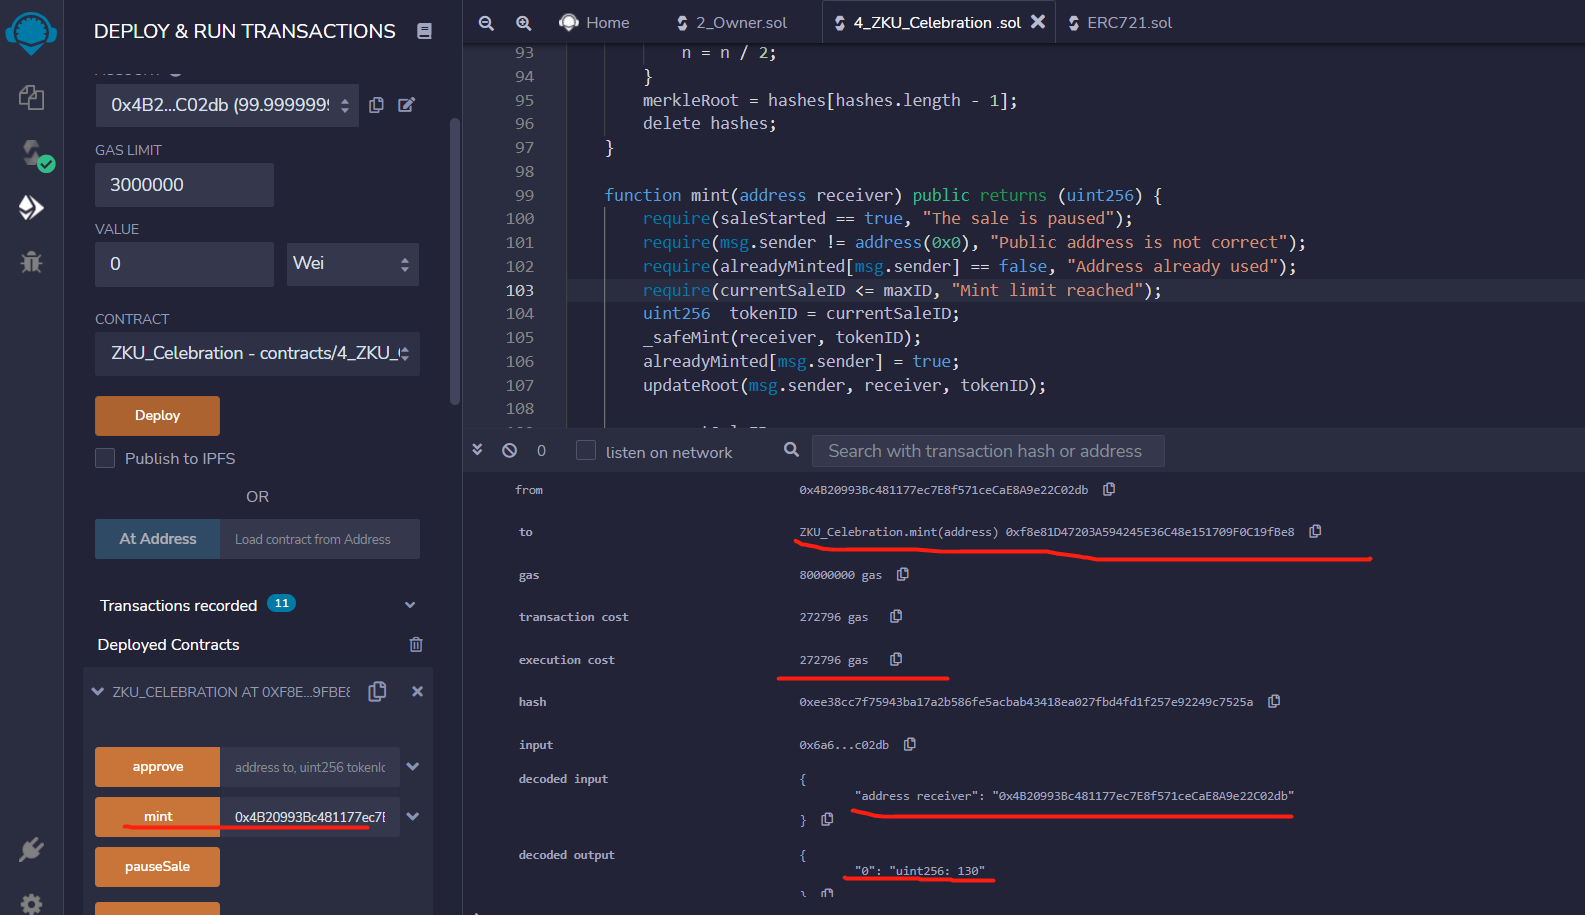 DEPLOY & RUN TRANSACTIONS
0x4B2...C02db (99.9999999
GAS LIMIT
3000000
VALUE
0
Wei
CONTRACT
ZKU_Celebration - contracts/4_ZKU_
Deploy
Publish to IPFS
OR
At Address
Load contract from Address
Transactions recorded 11
Deployed Contracts
ZKU_CELEBRATION AT 0XF8E...9FBE8
approve
address to, uint256 tokenId
mint
0x4B20993Bc481177ec7E
pauseSale
Home
2_Owner.sol
4_ZKU_Celebration .sol
ERC721.sol
93 n = n / 2;
94 }
95 merkleRoot = hashes[hashes.length - 1];
96 delete hashes;
97 }
98
99 function mint(address receiver) public returns (uint256) {
100 require(saleStarted == true, "The sale is paused");
101 require(msg.sender != address(0x0), "Public address is not correct");
102 require(alreadyMinted[msg.sender] == false, "Address already used");
103 require(currentSaleID <= maxID, "Mint limit reached");
104 uint256  tokenID = currentSaleID;
105 _safeMint(receiver, tokenID);
106 alreadyMinted[msg.sender] = true;
107 updateRoot(msg.sender, receiver, tokenID);
108
0
listen on network
Search with transaction hash or address
from 0x4B20993Bc481177ec7E8f571ceCaE8A9e22C02db
to ZKU_Celebration.mint(address) 0xf8e81D47203A594245E36C48e151709F0C19fBe8
gas 80000000 gas
transaction cost 272796 gas
execution cost 272796 gas
hash 0xee38cc7f75943ba17a2b586fe5acbab43418ea027fbd4fd1f257e92249c7525a
input 0x6a6...c02db
decoded input {
"address receiver": "0x4B20993Bc481177ec7E8f571ceCaE8A9e22C02db"
}
decoded output {
"0": "uint256: 130"
}